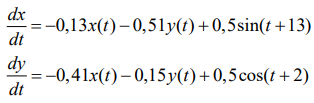 dx/dt = −0,13x(t) − 0,51y(t) + 0,5sin(t + 13)
dy/dt = −0,41x(t) − 0,15y(t) + 0,5cos(t + 2)